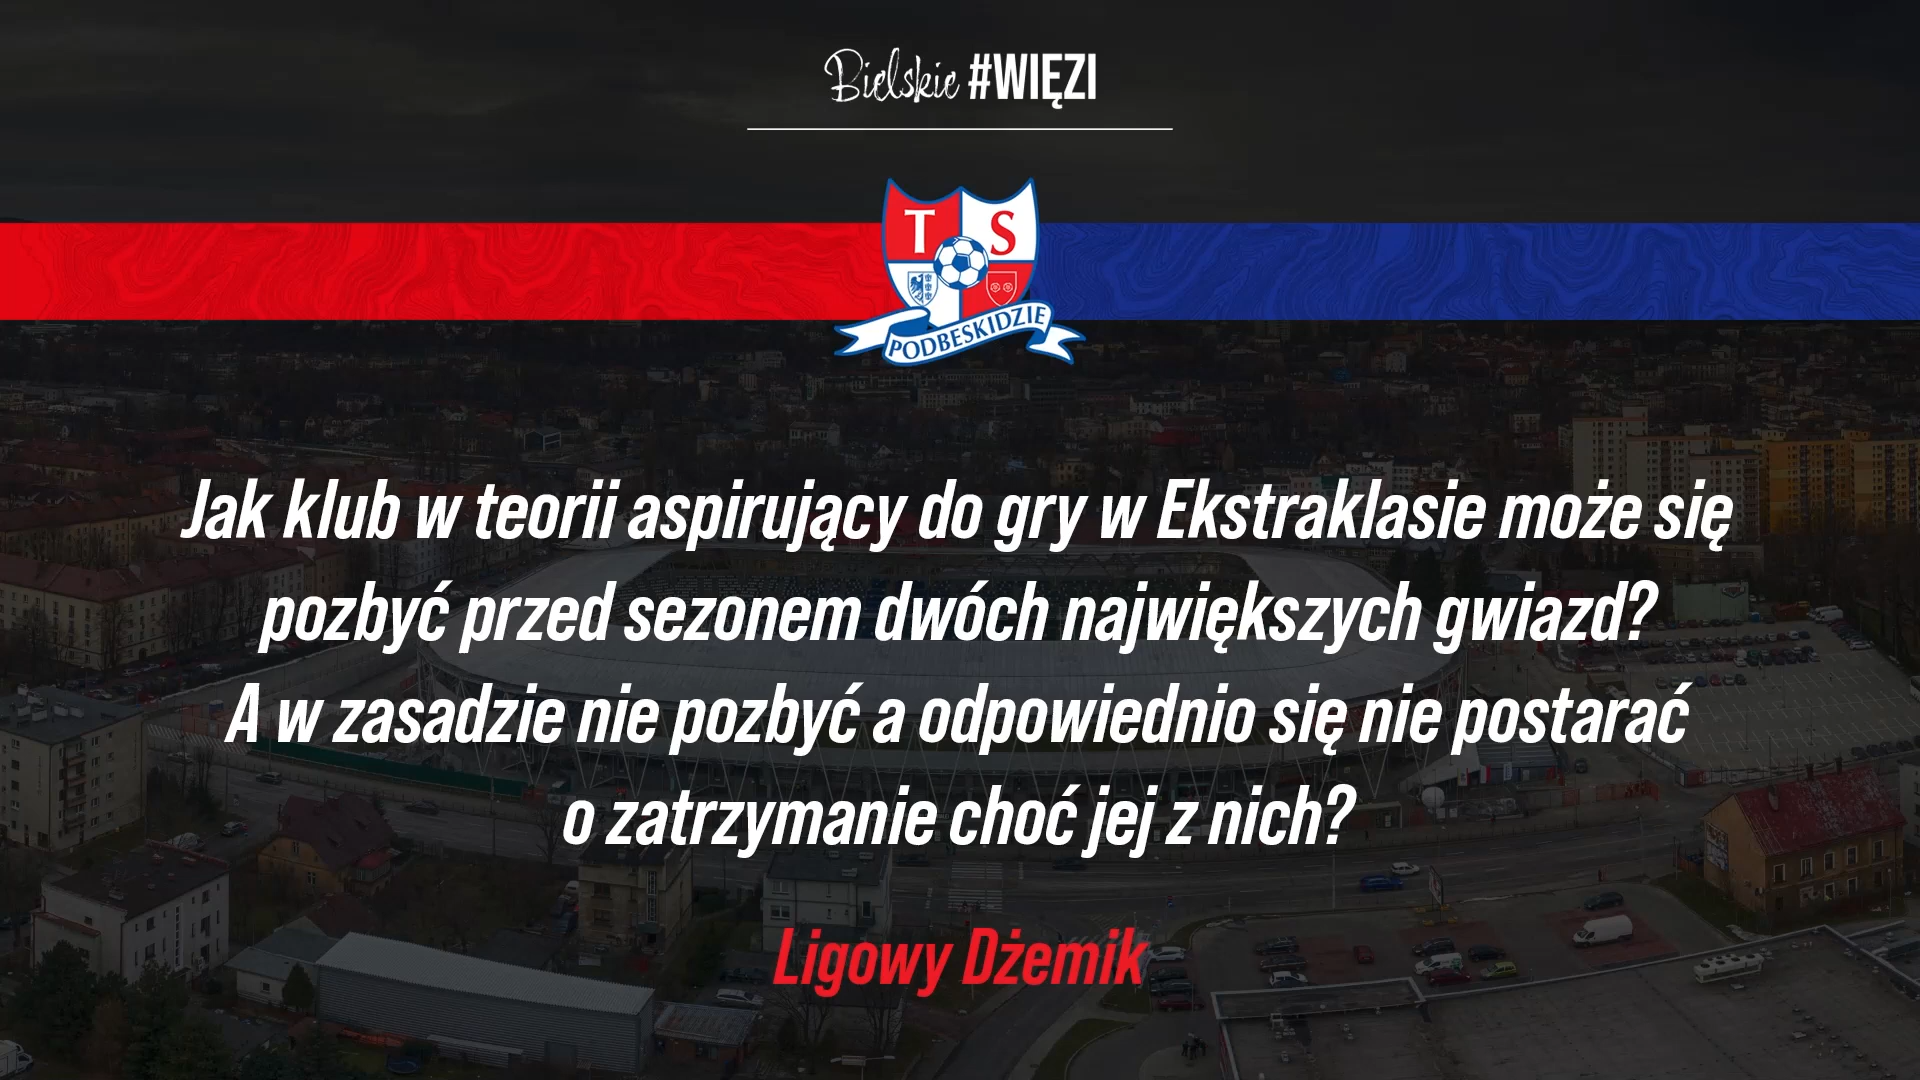 Bielskie #WIĘZI
T S
PODBESKIDZIE
Jak klub w teorii aspirujący do gry w Ekstraklasie może się
pozbyć przed sezonem dwóch największych gwiazd?
A w zasadzie nie pozbyć a odpowiednio się nie postarać
o zatrzymanie choć jej z nich?
Ligowy Dżemik